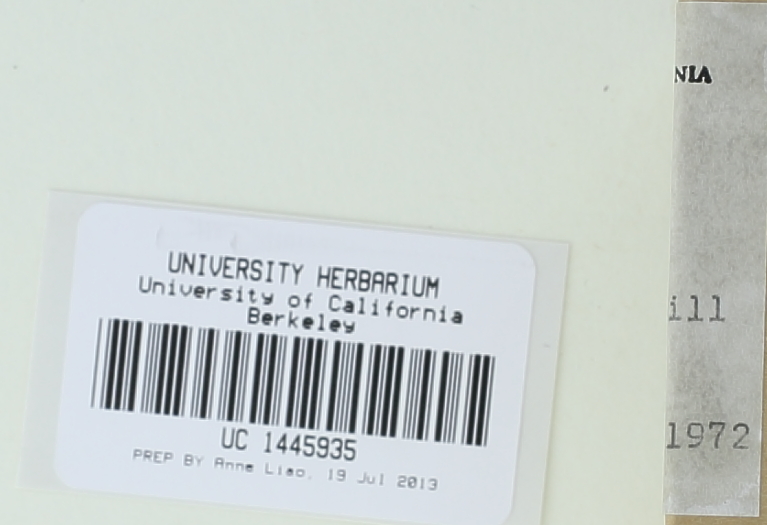 UNIVERSITY HERBARIUM
University of California
Berkeley
UC 1445935
PREP BY Anne Liao, 19 Jul 2013
NIA
ill
1972